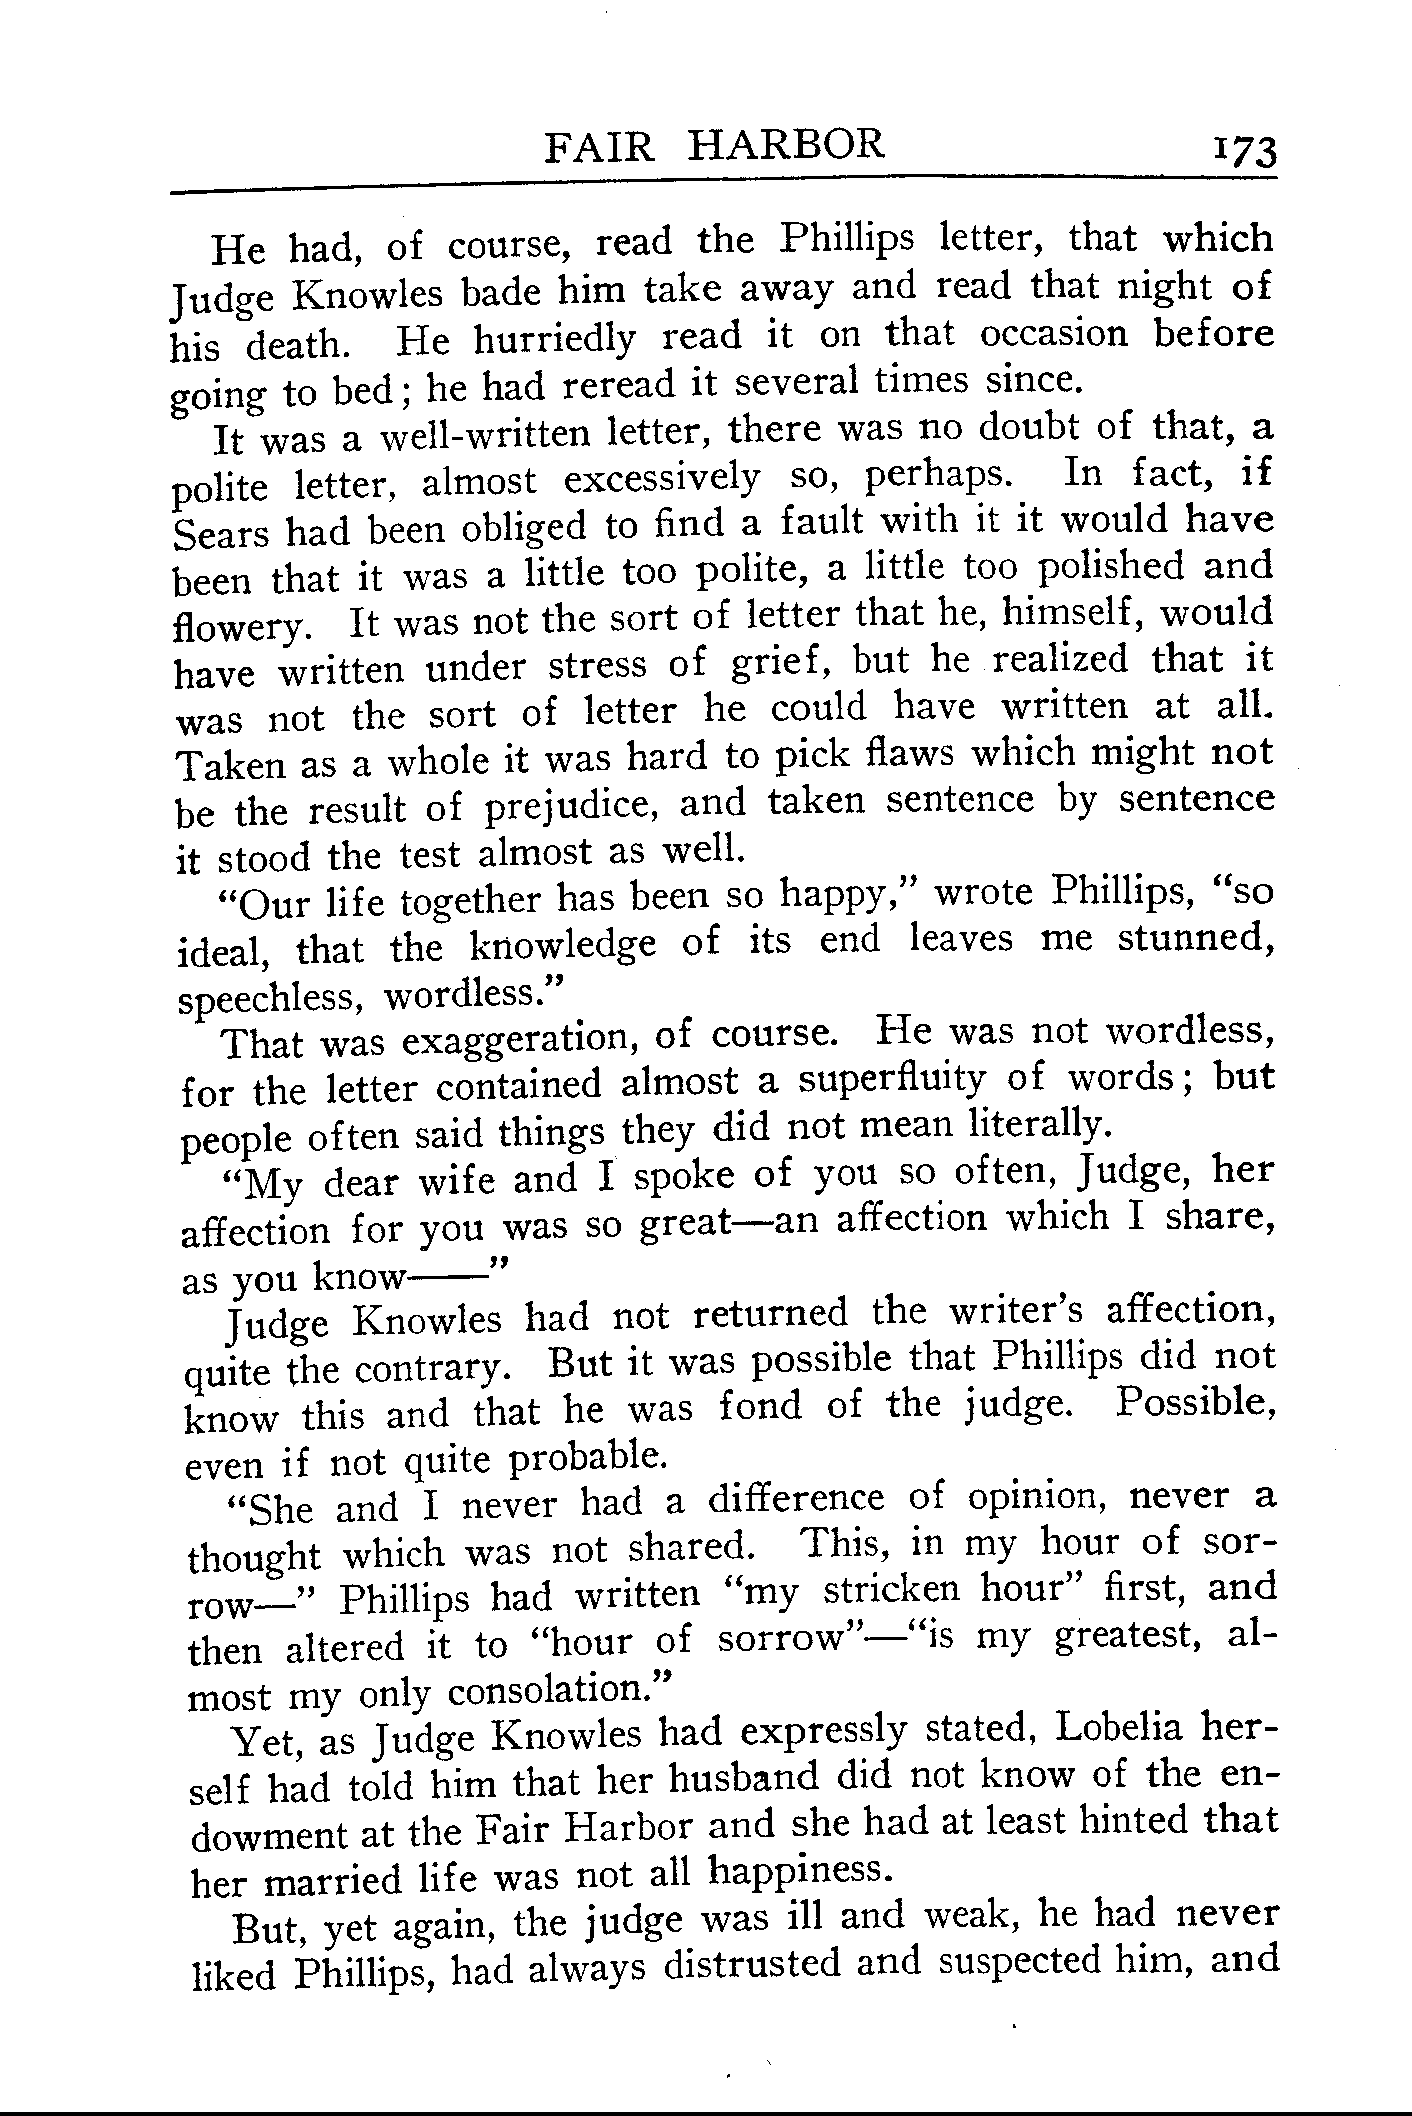 FAIR HARBOR 173
He had, of course, read the Phillips letter, that which
Judge Knowles bade him take away and read that night of
his death. He hurriedly read it on that occasion before
going to bed; he had reread it several times since.
It was a well-written letter, there was no doubt of that, a
polite letter, almost excessively so, perhaps. In fact, if
Sears had been obliged to find a fault with it it would have
been that it was a little too polite, a little too polished and
flowery. It was not the sort of letter that he, himself, would
have written under stress of grief, but he realized that it
was not the sort of letter he could have written at all.
Taken as a whole it was hard to pick flaws which might not
be the result of prejudice, and taken sentence by sentence
it stood the test almost as well.
“Our life together has been so happy,” wrote Phillips, “so
ideal, that the knowledge of its end leaves me stunned,
speechless, wordless.”
That was exaggeration, of course. He was not wordless,
for the letter contained almost a superfluity of words; but
people often said things they did not mean literally.
“My dear wife and I spoke of you so often, Judge, her
affection for you was so great—an affection which I share,
as you know——”
Judge Knowles had not returned the writer’s affection,
quite the contrary. But it was possible that Phillips did not
know this and that he was fond of the judge. Possible,
even if not quite probable.
“She and I never had a difference of opinion, never a
thought which was not shared. This, in my hour of sor-
row—” Phillips had written “my stricken hour” first, and
then altered it to “hour of sorrow”—“is my greatest, al-
most my only consolation.”
Yet, as Judge Knowles had expressly stated, Lobelia her-
self had told him that her husband did not know of the en-
dowment at the Fair Harbor and she had at least hinted that
her married life was not all happiness.
But, yet again, the judge was ill and weak, he had never
liked Phillips, had always distrusted and suspected him, and